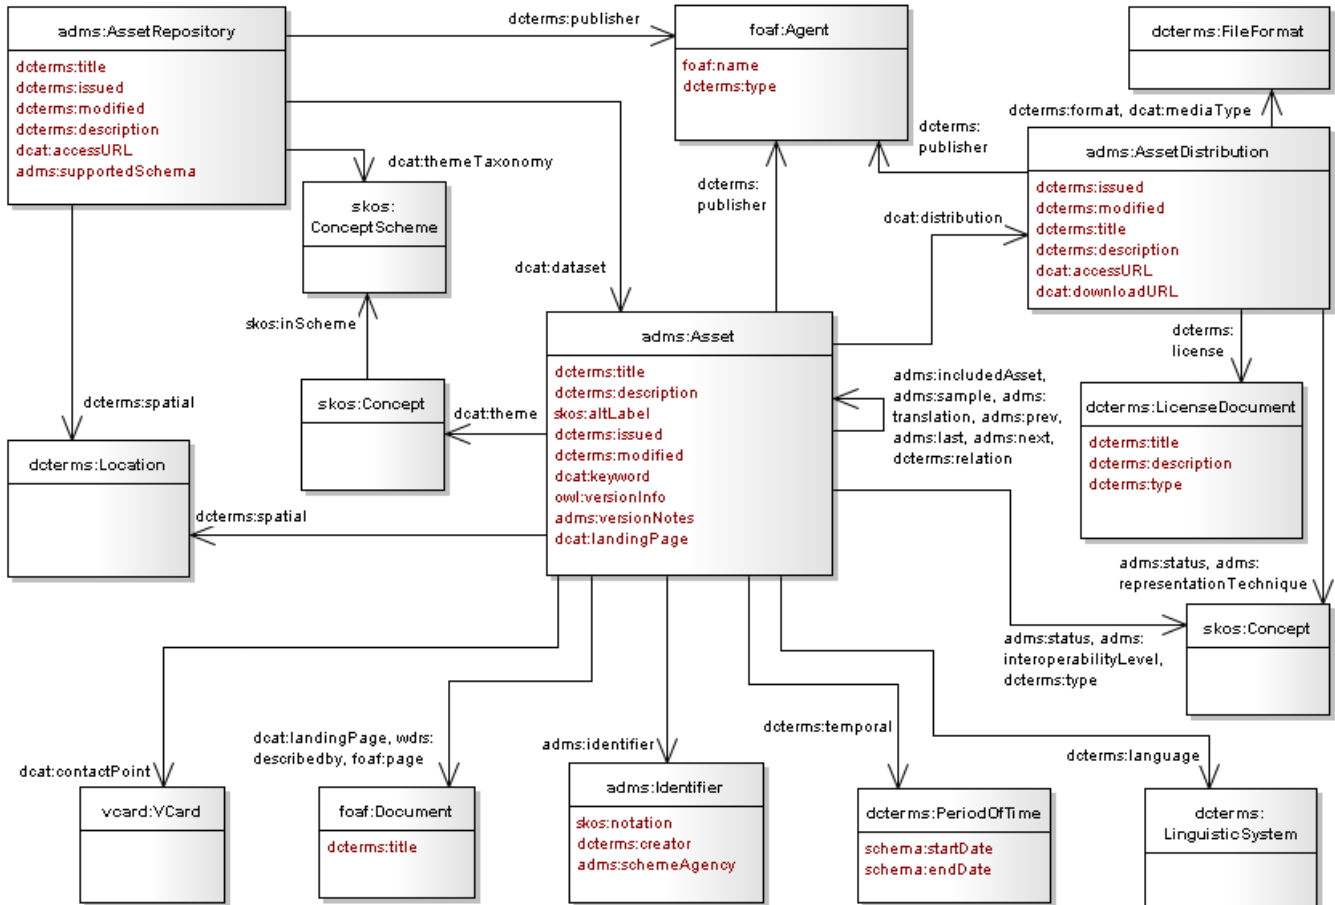 adms:AssetRepository
dcterms:title
dcterms:issued
dcterms:modified
dcterms:description
dcat:accessURL
adms:supportedSchema
dcterms:publisher
foaf:Agent
foaf:name
dcterms:type
dcterms:FileFormat
dcterms:format, dcat:mediaType
dcterms:
publisher
adms:AssetDistribution
dcterms:issued
dcterms:modified
dcterms:title
dcterms:description
dcat:accessURL
dcat:downloadURL
dcat:themeTaxonomy
skos:
ConceptScheme
dcterms:
publisher
dcat:distribution
dcat:dataset
skos:inScheme
adms:Asset
dcterms:title
dcterms:description
skos:altLabel
dcterms:issued
dcterms:modified
dcat:keyword
owl:versionInfo
adms:versionNotes
dcat:landingPage
dcterms:
license
adms:includedAsset,
adms:sample, adms:
translation, adms:prev,
adms:last, adms:next,
dcterms:relation
dcterms:LicenseDocument
dcterms:title
dcterms:description
dcterms:type
skos:Concept
dcat:theme
dcterms:spatial
dcterms:Location
dcterms:spatial
adms:status, adms:
representationTechnique
skos:Concept
adms:status, adms:
interoperabilityLevel,
dcterms:type
dcat:contactPoint
vcard:VCard
dcat:landingPage, wdrs:
describedby, foaf:page
foaf:Document
dcterms:title
adms:identifier
adms:Identifier
skos:notation
dcterms:creator
adms:schemeAgency
dcterms:temporal
dcterms:PeriodOfTime
schema:startDate
schema:endDate
dcterms:language
dcterms:
LinguisticSystem